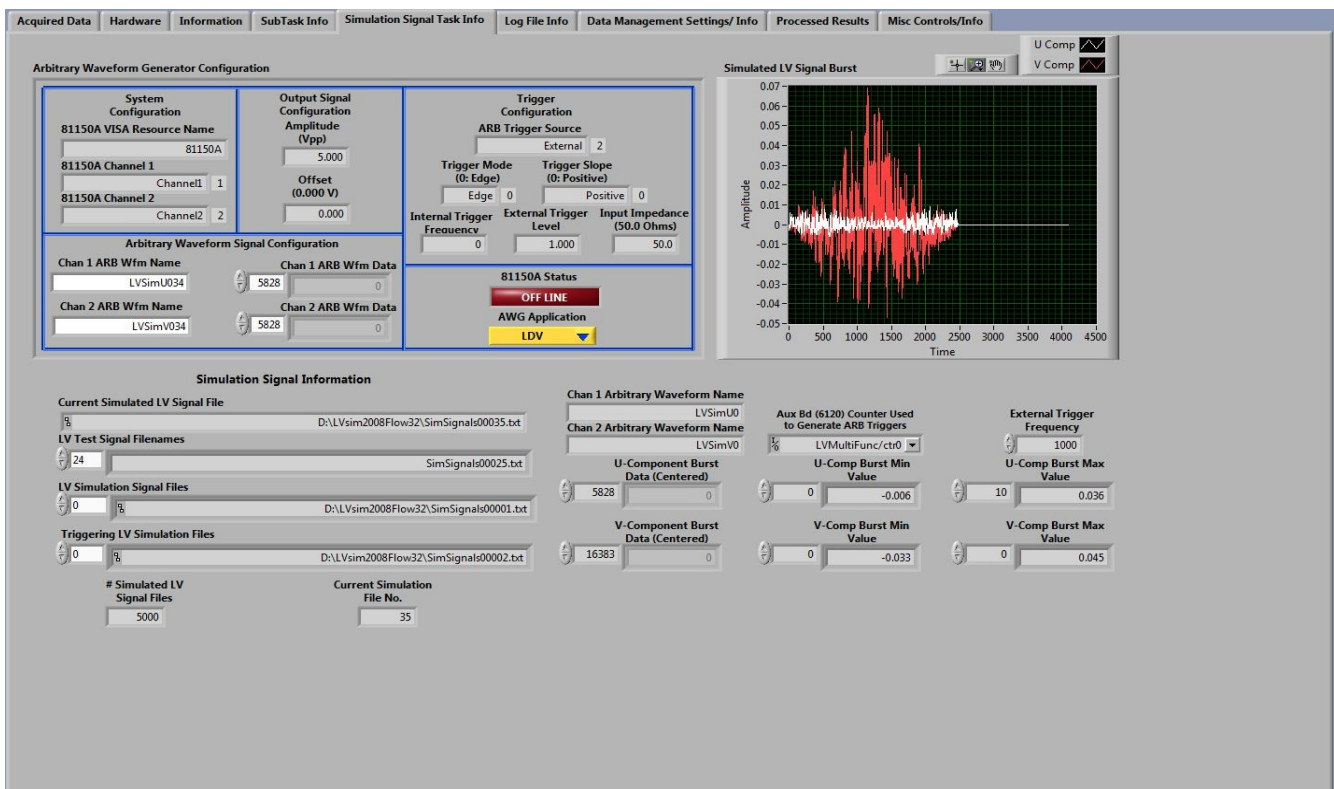 Acquired Data Hardware Information SubTask Info Simulation Signal Task Info Log File Info Data Management Settings/ Info Processed Results Misc Controls/Info
Arbitrary Waveform Generator Configuration
System
Configuration
81150A VISA Resource Name
81150A
81150A Channel 1
Channel1 1
81150A Channel 2
Channel2 2
Output Signal
Configuration
Amplitude
(Vpp)
5.000
Offset
(0.000 V)
0.000
Trigger
Configuration
ARB Trigger Source
External 2
Trigger Mode
(0: Edge)
Edge 0
Trigger Slope
(0: Positive)
Positive 0
Internal Trigger
Frequency
0
External Trigger
Level
1.000
Input Impedance
(50.0 Ohms)
50.0
Arbitrary Waveform Signal Configuration
Chan 1 ARB Wfm Name
LVSimU034
Chan 1 ARB Wfm Data
5828 0
Chan 2 ARB Wfm Name
LVSimV034
Chan 2 ARB Wfm Data
5828 0
81150A Status
OFF LINE
AWG Application
LDV
Simulated LV Signal Burst
U Comp
V Comp
Amplitude
0.07
0.06
0.05
0.04
0.03
0.02
0.01
0
-0.01
-0.02
-0.03
-0.04
-0.05
0 500 1000 1500 2000 2500 3000 3500 4000 4500
Time
Simulation Signal Information
Current Simulated LV Signal File
D:\LVsim2008Flow32\SimSignals00035.txt
LV Test Signal Filenames
24 SimSignals00025.txt
LV Simulation Signal Files
0 D:\LVsim2008Flow32\SimSignals00001.txt
Triggering LV Simulation Files
0 D:\LVsim2008Flow32\SimSignals00002.txt
# Simulated LV
Signal Files
5000
Current Simulation
File No.
35
Chan 1 Arbitrary Waveform Name
LVSimU0
Chan 2 Arbitrary Waveform Name
LVSimV0
Aux Bd (6120) Counter Used
to Generate ARB Triggers
LVMultiFunc/ctr0
External Trigger
Frequency
1000
U-Component Burst
Data (Centered)
5828 0
U-Comp Burst Min
Value
0 -0.006
U-Comp Burst Max
Value
10 0.036
V-Component Burst
Data (Centered)
16383 0
V-Comp Burst Min
Value
0 -0.033
V-Comp Burst Max
Value
0 0.045